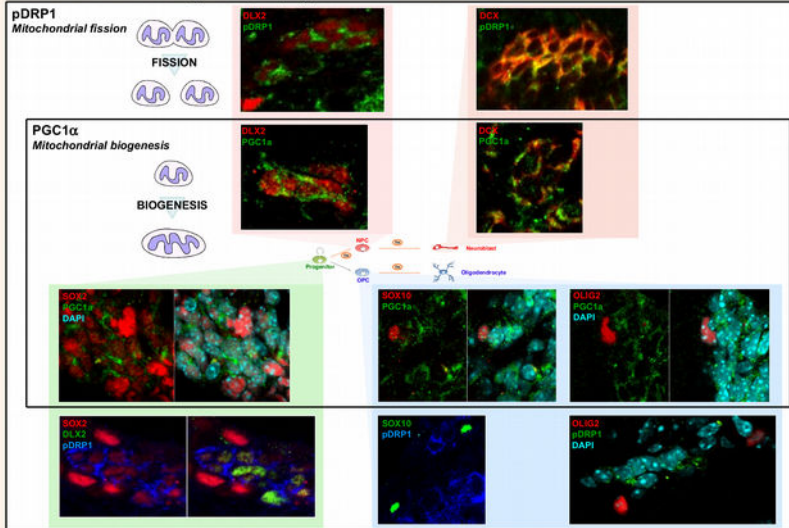 pDRP1
Mitochondrial fission
FISSION
DLX2
pDRP1
DCX
pDRP1+
PGC1α
Mitochondrial biogenesis
BIOGENESIS
DLX2
PGC1a
DCX
PGC1a
NPC
Neuroblast
Progenitor
OPC
Oligodendrocyte
SOX2
PGC1a
DAPI
SOX10
PGC1a
OLIG2
PGC1a
DAPI
SOX2
DLX2
pDRP1
SOX10
pDRP1
OLIG2
pDRP1
DAPI